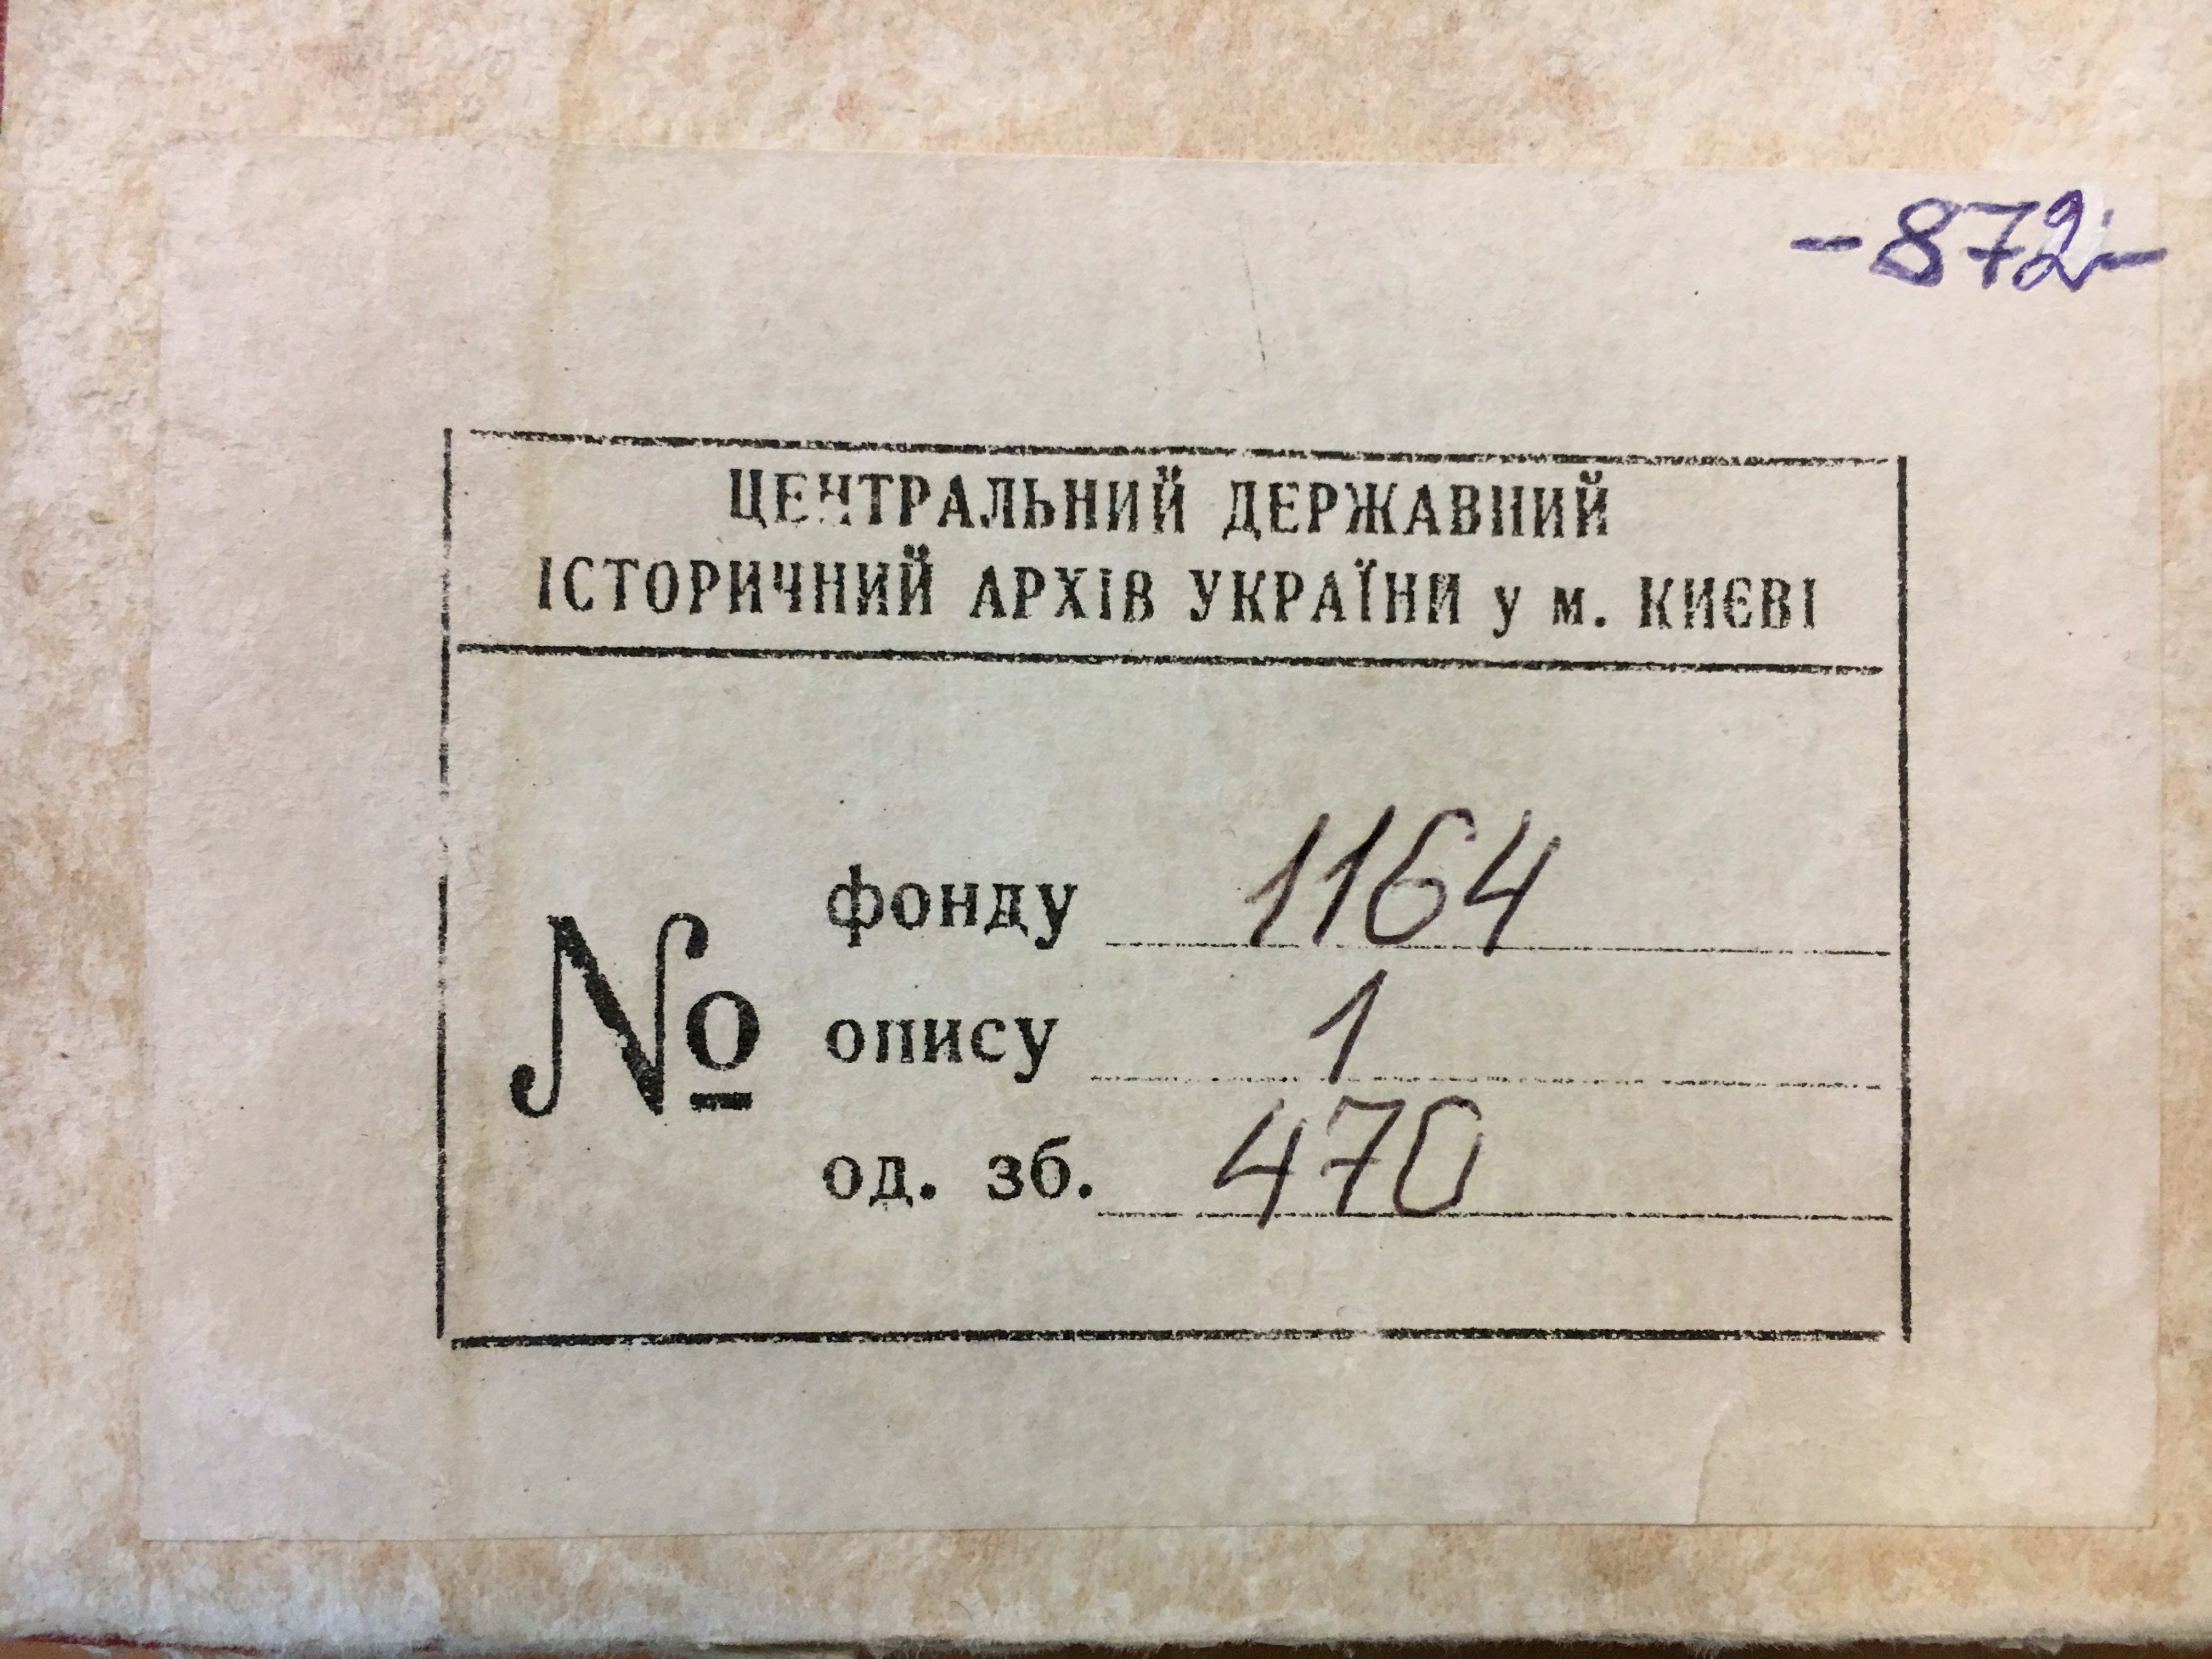 -872-
ЦЕНТРАЛЬНИЙ ДЕРЖАВНИЙ
ІСТОРИЧНИЙ АРХІВ УКРАЇНИ у м. КИЄВІ
№
фонду 1164
опису 1
од. зб. 470